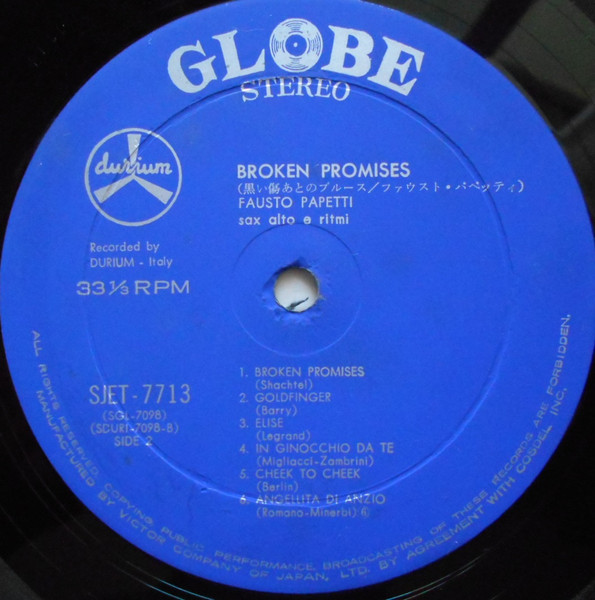 GLOBE
STEREO
durium
BROKEN PROMISES
(黒い傷あとのブルース/ファウスト・パペッティ)
FAUSTO PAPETTI
sax alto e ritmi
Recorded by
DURIUM - Italy
33 1/3 RPM
SJET-7713
(SGL-7098)
(SDURI-7098-B)
SIDE 2
1. BROKEN PROMISES
(Shachtel)
2. GOLDFINGER
(Barry)
3. ELISE
(Legrand)
4. IN GINOCCHIO DA TE
(Migliacci-Zambrini)
5. CHEEK TO CHEEK
(Berlin)
6. ANGELLITA DI ANZIO
(Romano-Minerbi)
ALL RIGHTS RESERVED. COPYING, PUBLIC PERFORMANCE, BROADCASTING OF THESE RECORDS ARE FORBIDDEN.
MANUFACTURED BY VICTOR COMPANY OF JAPAN, LTD. BY AGREEMENT WITH COSDEL INC.